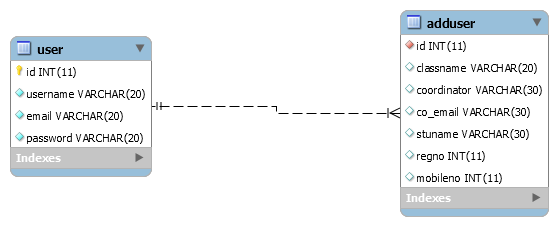 user
id INT(11)
username VARCHAR(20)
email VARCHAR(20)
password VARCHAR(20)
Indexes
adduser
id INT(11)
classname VARCHAR(20)
coordinator VARCHAR(30)
co_email VARCHAR(30)
stuname VARCHAR(30)
regno INT(11)
mobileno INT(11)
Indexes